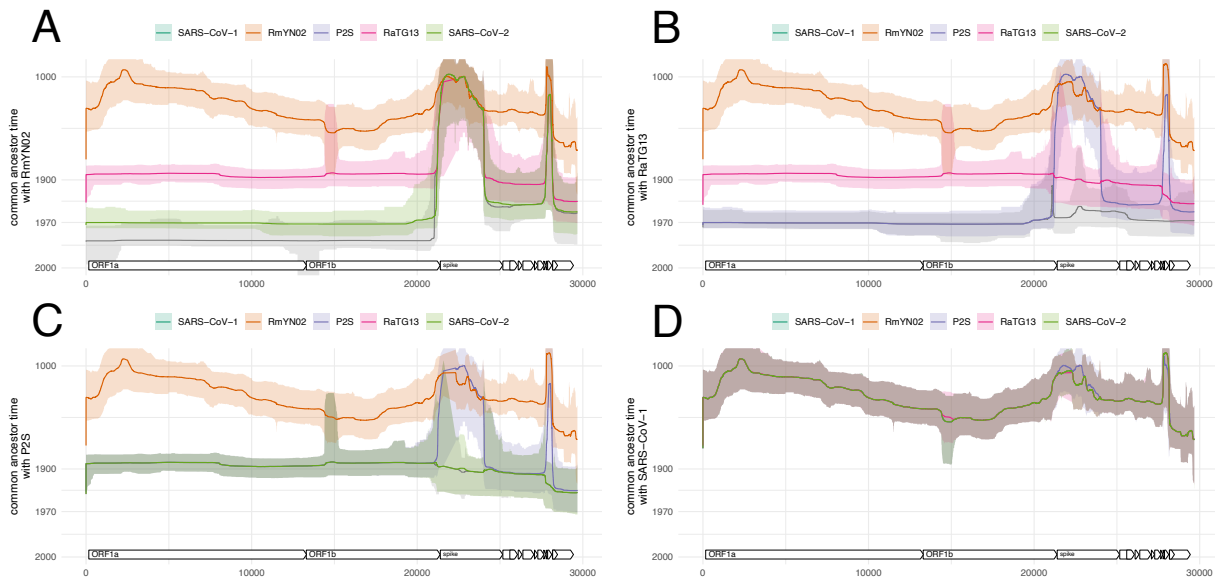 A
SARS−CoV−1 RmYN02 P2S RaTG13 SARS−CoV−2
common ancestor time
with RmYN02
1000
1900
1970
2000
ORF1a ORF1b spike
0 10000 20000 30000
B
SARS−CoV−1 RmYN02 P2S RaTG13 SARS−CoV−2
common ancestor time
with RaTG13
1000
1900
1970
2000
ORF1a ORF1b spike
0 10000 20000 30000
C
SARS−CoV−1 RmYN02 P2S RaTG13 SARS−CoV−2
common ancestor time
with P2S
1000
1900
1970
2000
ORF1a ORF1b spike
0 10000 20000 30000
D
SARS−CoV−1 RmYN02 P2S RaTG13 SARS−CoV−2
common ancestor time
with SARS−CoV−1
1000
1900
1970
2000
ORF1a ORF1b spike
0 10000 20000 30000